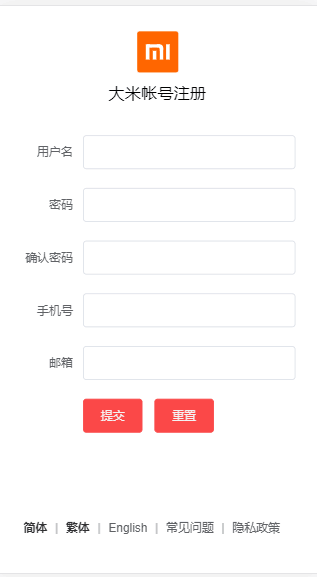 mi
大米帐号注册
用户名
密码
确认密码
手机号
邮箱
提交 重置
简体 | 繁体 | English | 常见问题 | 隐私政策